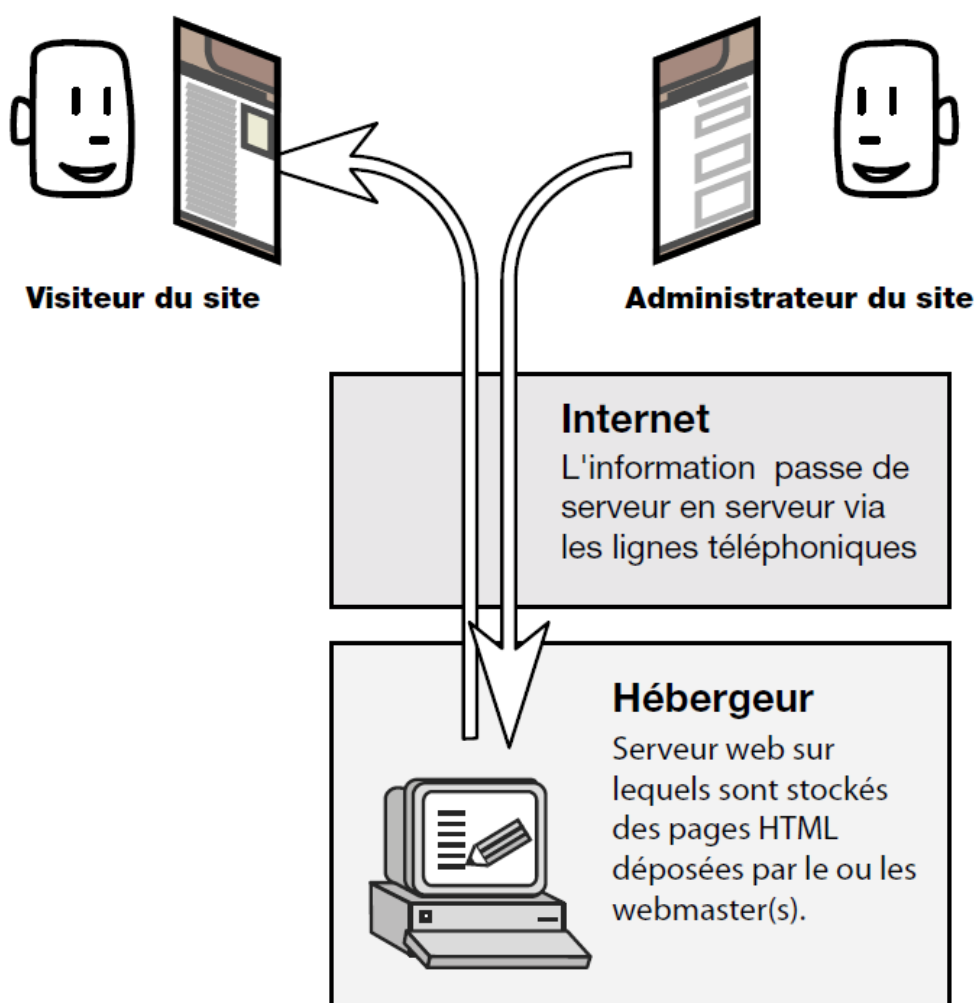 Visiteur du site
Administrateur du site
Internet
L'information passe de
serveur en serveur via
les lignes téléphoniques
Hébergeur
Serveur web sur
lequels sont stockés
des pages HTML
déposées par le ou les
webmaster(s).